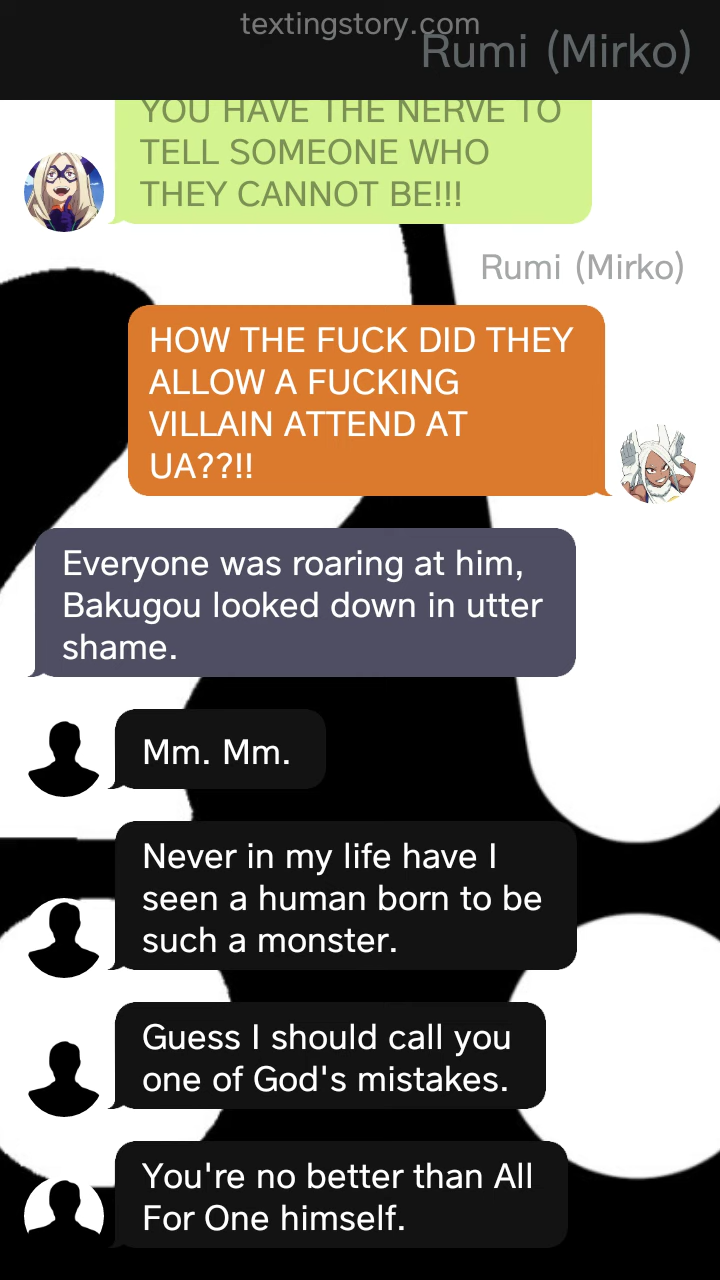 textingstory.com
Rumi (Mirko)
YOU HAVE THE NERVE TO
TELL SOMEONE WHO
THEY CANNOT BE!!!
Rumi (Mirko)
HOW THE FUCK DID THEY
ALLOW A FUCKING
VILLAIN ATTEND AT
UA??!!
Everyone was roaring at him,
Bakugou looked down in utter
shame.
Mm. Mm.
Never in my life have I
seen a human born to be
such a monster.
Guess I should call you
one of God's mistakes.
You're no better than All
For One himself.